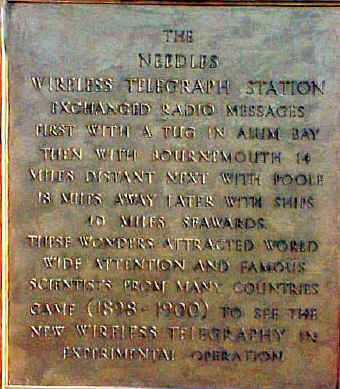 THE
NEEDLES
WIRELESS TELEGRAPH STATION
EXCHANGED RADIO MESSAGES
FIRST WITH A TUG IN ALUM BAY
THEN WITH BOURNEMOUTH 14
MILES DISTANT NEXT WITH POOLE
18 MILES AWAY LATER WITH SHIPS
40 MILES SEAWARDS.
THESE WONDERS ATTRACTED WORLD
WIDE ATTENTION AND FAMOUS
SCIENTISTS FROM MANY COUNTRIES
CAME (1898-1900) TO SEE THE
NEW WIRELESS TELEGRAPHY IN
EXPERIMENTAL OPERATION